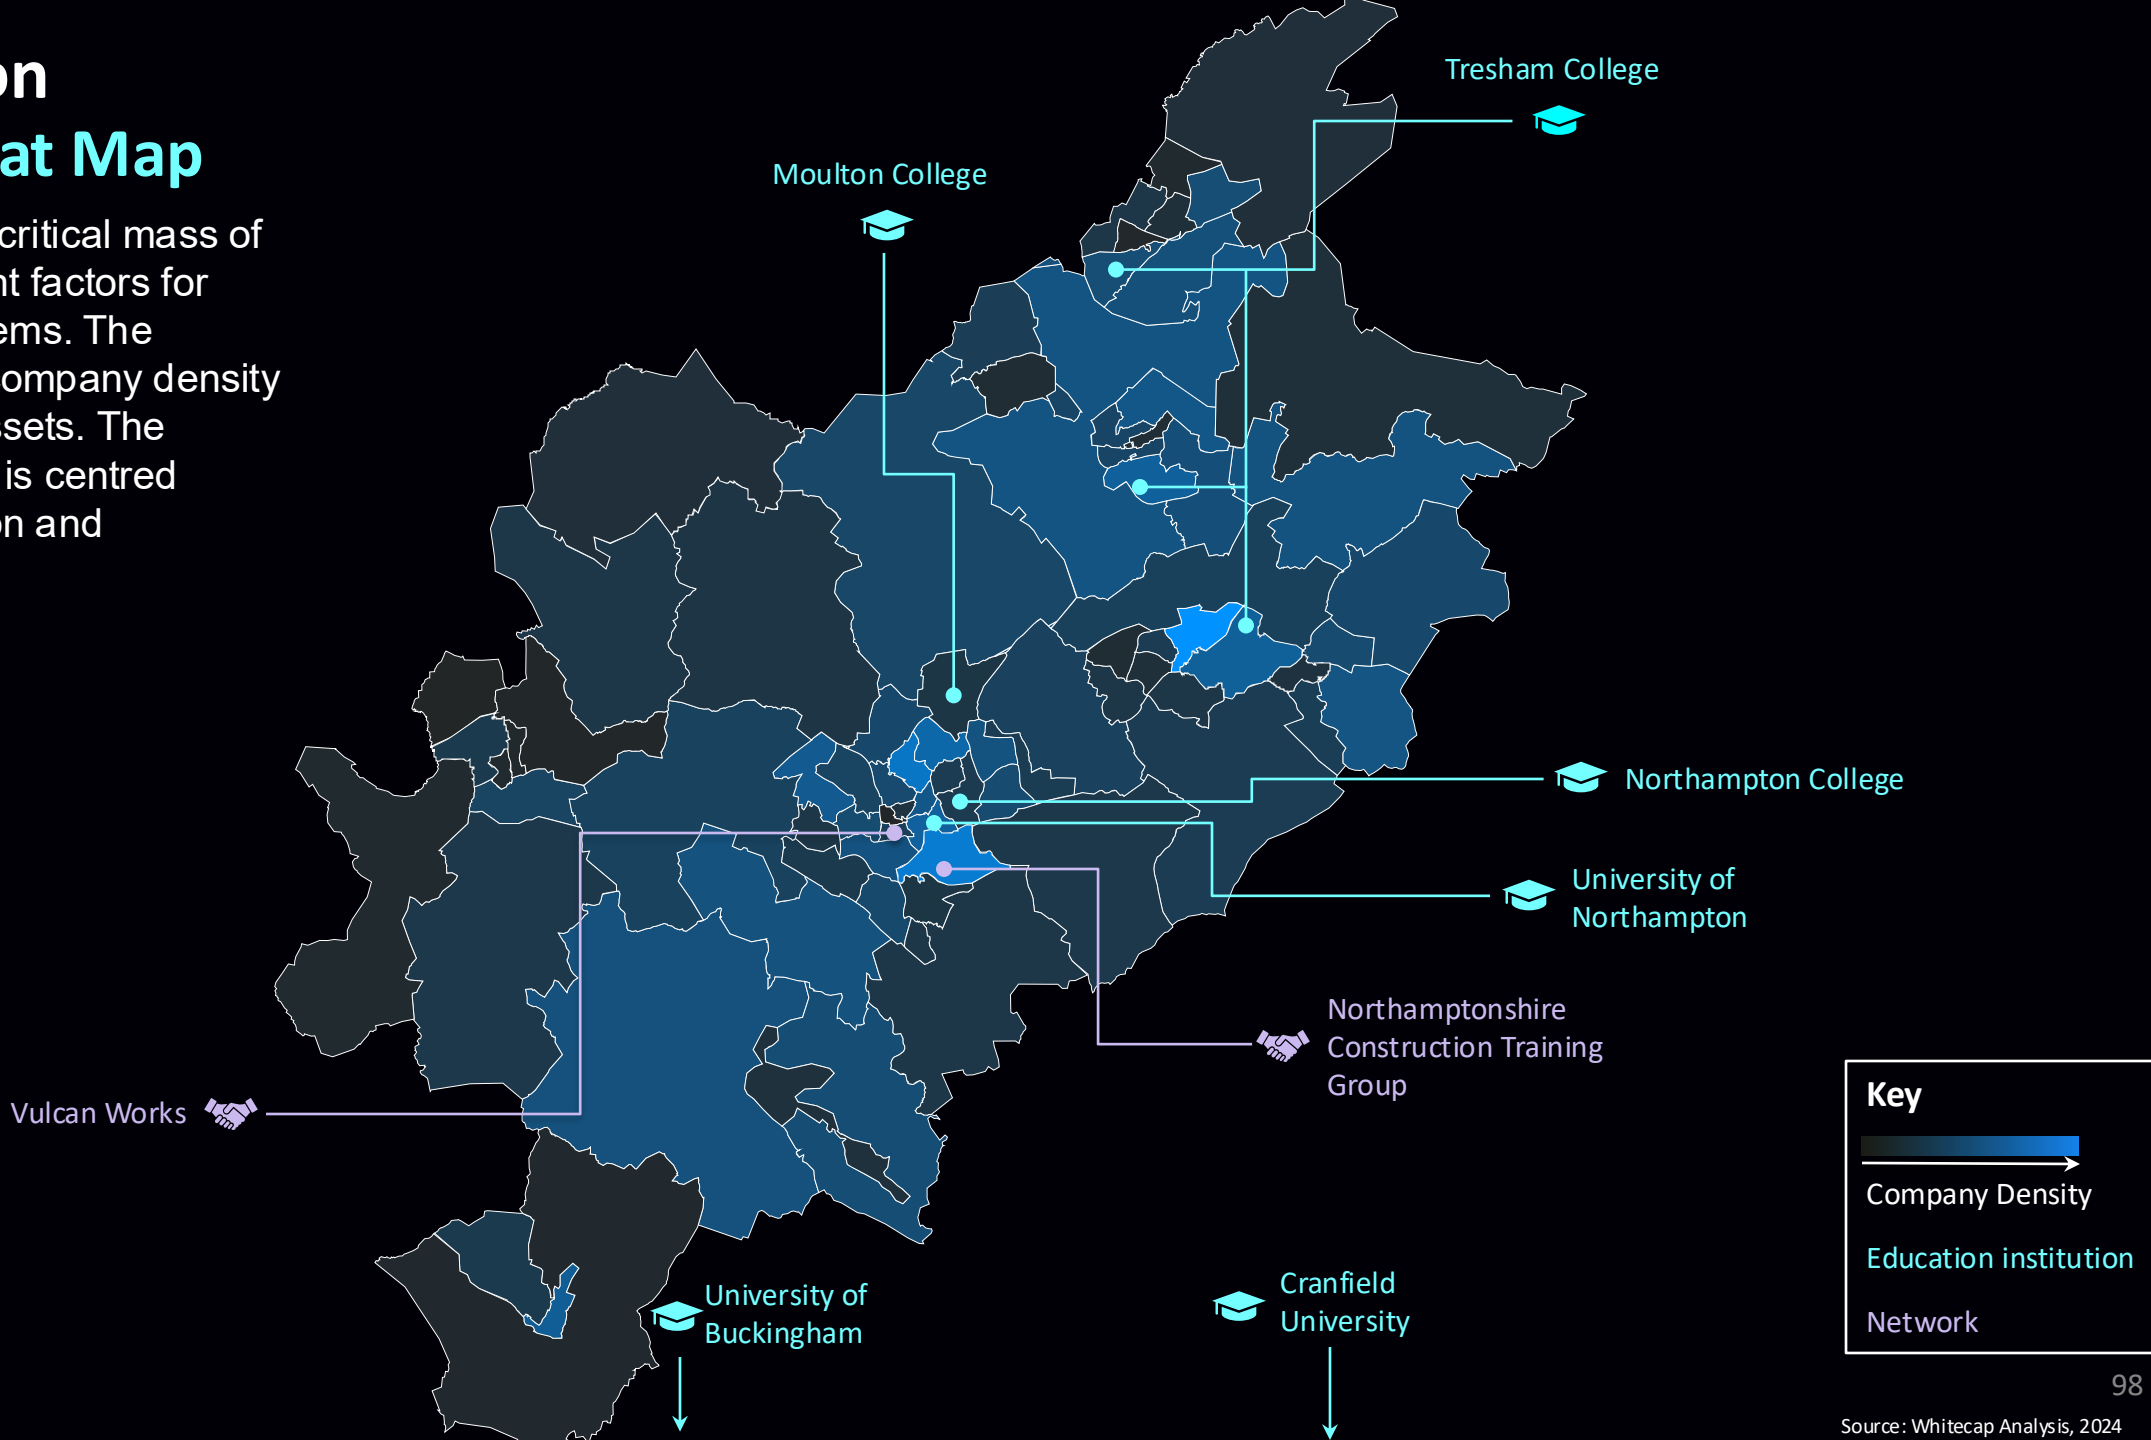 on
at Map
critical mass of
nt factors for
ems. The
ompany density
ssets. The
is centred
on and
Tresham College
Moulton College
Northampton College
University of
Northampton
Northamptonshire
Construction Training
Group
Vulcan Works
University of
Buckingham
Cranfield
University
Key
Company Density
Education institution
Network
98
Source: Whitecap Analysis, 2024